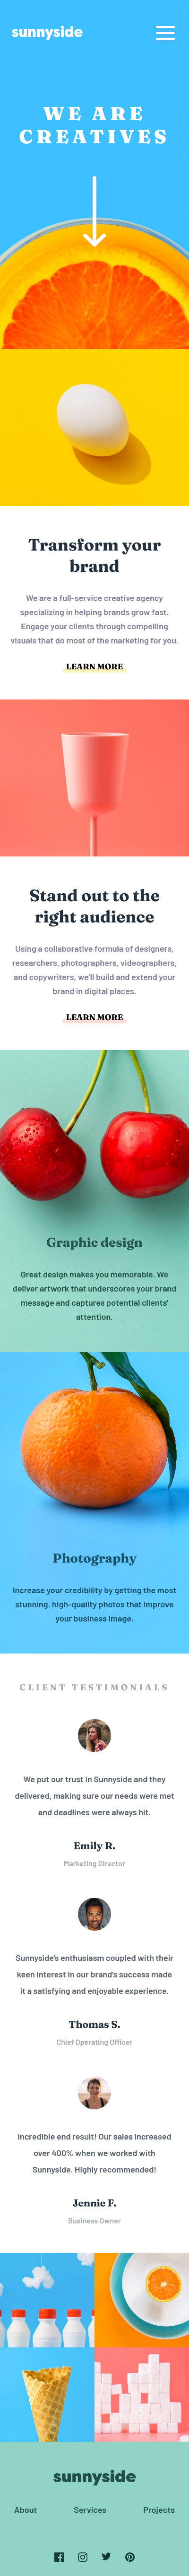 sunnyside
WE ARE
CREATIVES
Transform your
brand
We are a full-service creative agency
specializing in helping brands grow fast.
Engage your clients through compelling
visuals that do most of the marketing for you.
LEARN MORE
Stand out to the
right audience
Using a collaborative formula of designers,
researchers, photographers, videographers,
and copywriters, we'll build and extend your
brand in digital places.
LEARN MORE
Graphic design
Great design makes you memorable. We
deliver artwork that underscores your brand
message and captures potential clients'
attention.
Photography
Increase your credibility by getting the most
stunning, high-quality photos that improve
your business image.
CLIENT TESTIMONIALS
We put our trust in Sunnyside and they
delivered, making sure our needs were met
and deadlines were always hit.
Emily R.
Marketing Director
Sunnyside's enthusiasm coupled with their
keen interest in our brand's success made
it a satisfying and enjoyable experience.
Thomas S.
Chief Operating Officer
Incredible end result! Our sales increased
over 400% when we worked with
Sunnyside. Highly recommended!
Jennie F.
Business Owner
sunnyside
About Services Projects